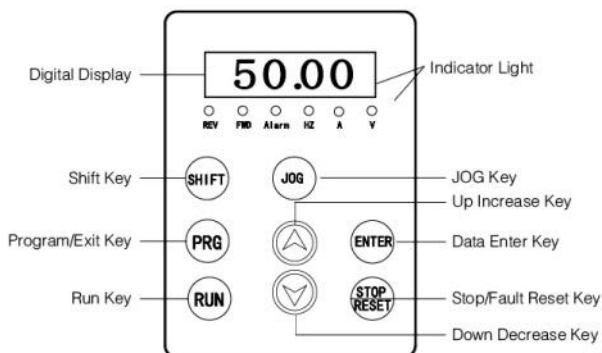 Digital Display
50.00
Indicator Light
REV FWD Alarm HZ A V
Shift Key
SHIFT
JOG
JOG Key
Up Increase Key
Program/Exit Key
PRG
ENTER
Data Enter Key
Run Key
RUN
STOP
RESET
Stop/Fault Reset Key
Down Decrease Key